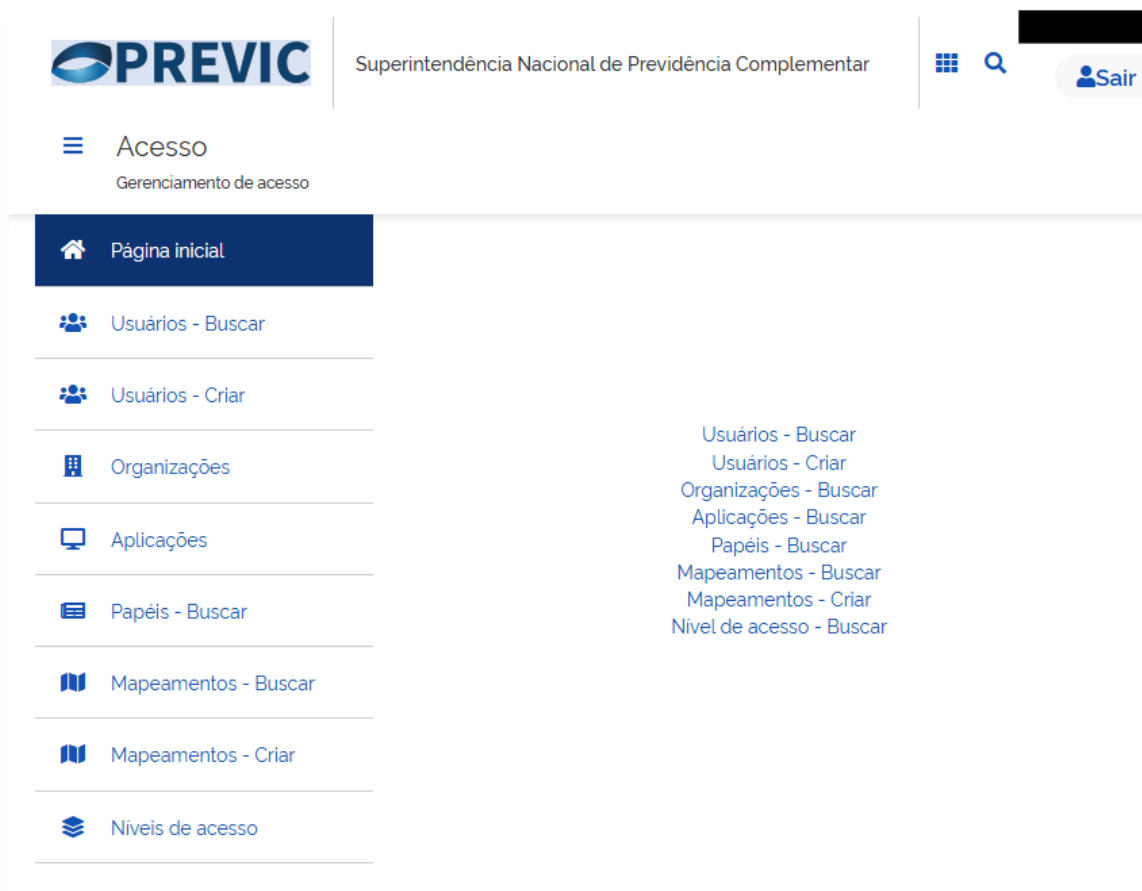 PREVIC
Superintendência Nacional de Previdência Complementar
Sair
Acesso
Gerenciamento de acesso
Página inicial
Usuários - Buscar
Usuários - Criar
Organizações
Aplicações
Papéis - Buscar
Mapeamentos - Buscar
Mapeamentos - Criar
Níveis de acesso
Usuários - Buscar
Usuários - Criar
Organizações - Buscar
Aplicações - Buscar
Papéis - Buscar
Mapeamentos - Buscar
Mapeamentos - Criar
Nível de acesso - Buscar